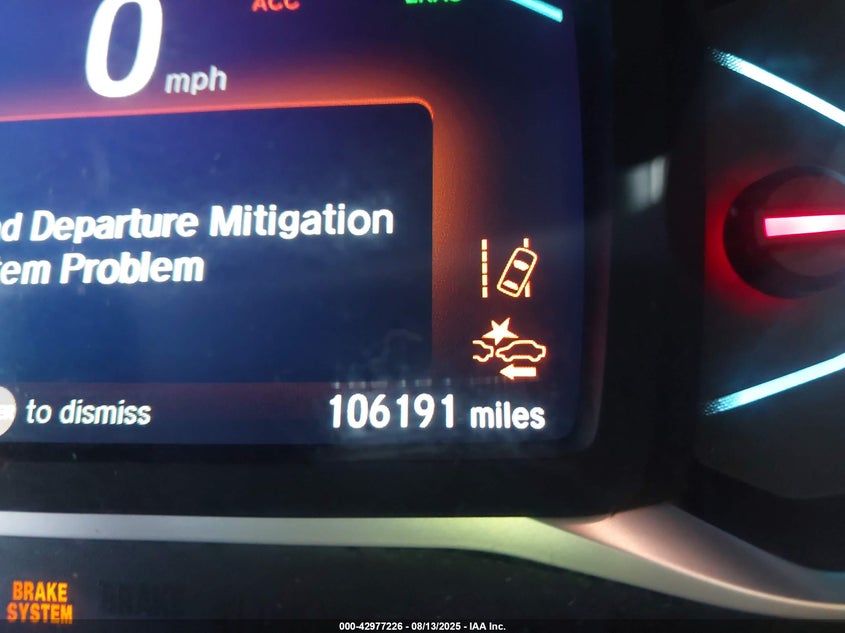 ACC
0 mph
Departure Mitigation
Problem
to dismiss
106191 miles
BRAKE
SYSTEM
BRAKE
000-42977226 - 08/13/2025 - IAA Inc.